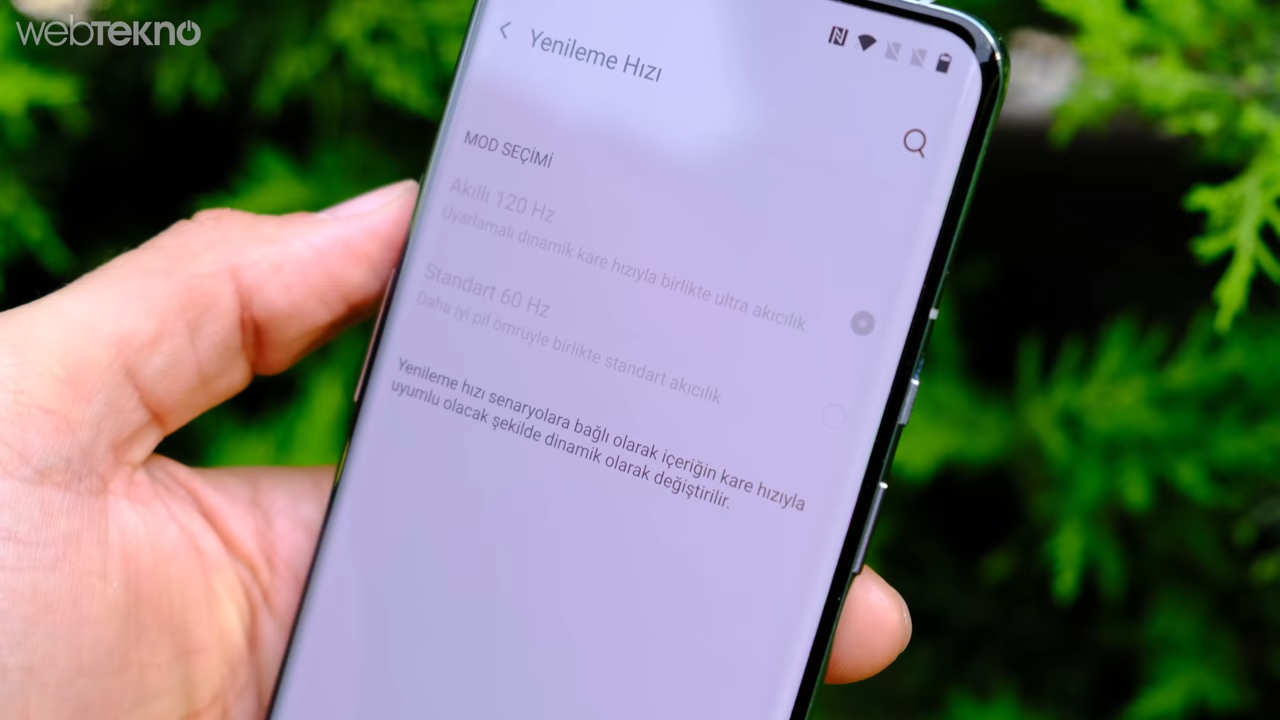 webTEKNO
Yenileme Hızı
MOD SEÇİMİ
Akıllı 120 Hz
Uyarlamalı dinamik kare hızıyla birlikte ultra akıcılık
Standart 60 Hz
Daha iyi pil ömrüyle birlikte standart akıcılık
Yenileme hızı senaryolara bağlı olarak içeriğin kare hızıyla
uyumlu olacak şekilde dinamik olarak değiştirilir.